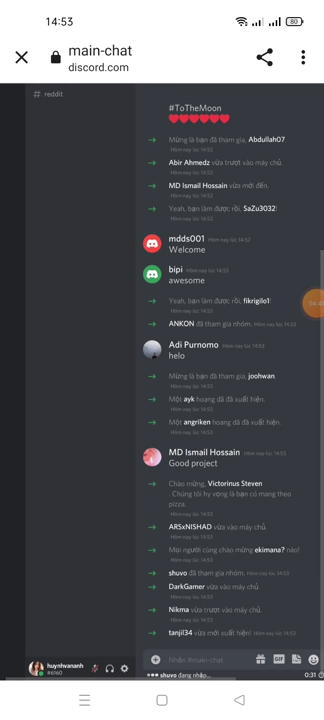 14:53
80
main-chat
discord.com
# reddit
#ToTheMoon
Mừng là bạn đã tham gia, Abdullah07.
Hôm nay lúc 14:52
Abir Ahmedz vừa trượt vào máy chủ.
Hôm nay lúc 14:52
MD Ismail Hossain vừa mới đến.
Hôm nay lúc 14:52
Yeah, bạn làm được rồi, SaZu3032!
Hôm nay lúc 14:52
mdds001 Hôm nay lúc 14:52
Welcome
bipi Hôm nay lúc 14:53
awesome
Yeah, bạn làm được rồi, fikrigilo1!
Hôm nay lúc 14:53
ANKON đã tham gia nhóm. Hôm nay lúc 14:53
Adi Purnomo Hôm nay lúc 14:53
helo
Mừng là bạn đã tham gia, joohwan.
Hôm nay lúc 14:53
Một ayk hoang dã đã xuất hiện.
Hôm nay lúc 14:53
Một angriken hoang dã đã xuất hiện.
Hôm nay lúc 14:53
MD Ismail Hossain Hôm nay lúc 14:53
Good project
Chào mừng, Victorinus Steven
. Chúng tôi hy vọng là bạn có mang theo
pizza.
Hôm nay lúc 14:53
ARSxNISHAD vừa vào máy chủ.
Hôm nay lúc 14:53
Mọi người cùng chào mừng ekimana? nào!
Hôm nay lúc 14:53
shuvo đã tham gia nhóm. Hôm nay lúc 14:53
DarkGamer vừa vào máy chủ.
Hôm nay lúc 14:53
Nikma vừa trượt vào máy chủ.
Hôm nay lúc 14:53
tanjil34 vừa mới xuất hiện! Hôm nay lúc 14:53
huynhvananh
#6160
Nhắn #main-chat
GIF
shuvo đang nhập...
0:31